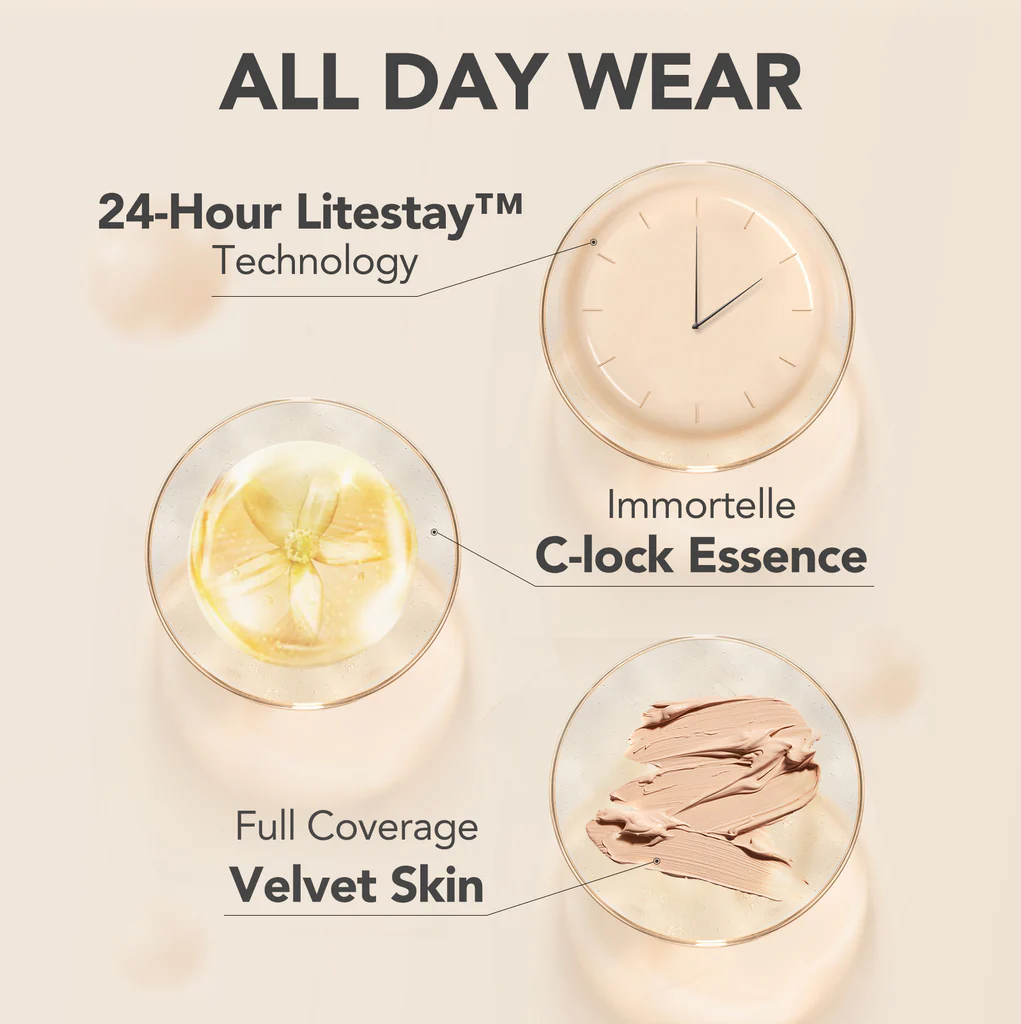 ALL DAY WEAR
24-Hour Litestay™
Technology
Immortelle
C-lock Essence
Full Coverage
Velvet Skin